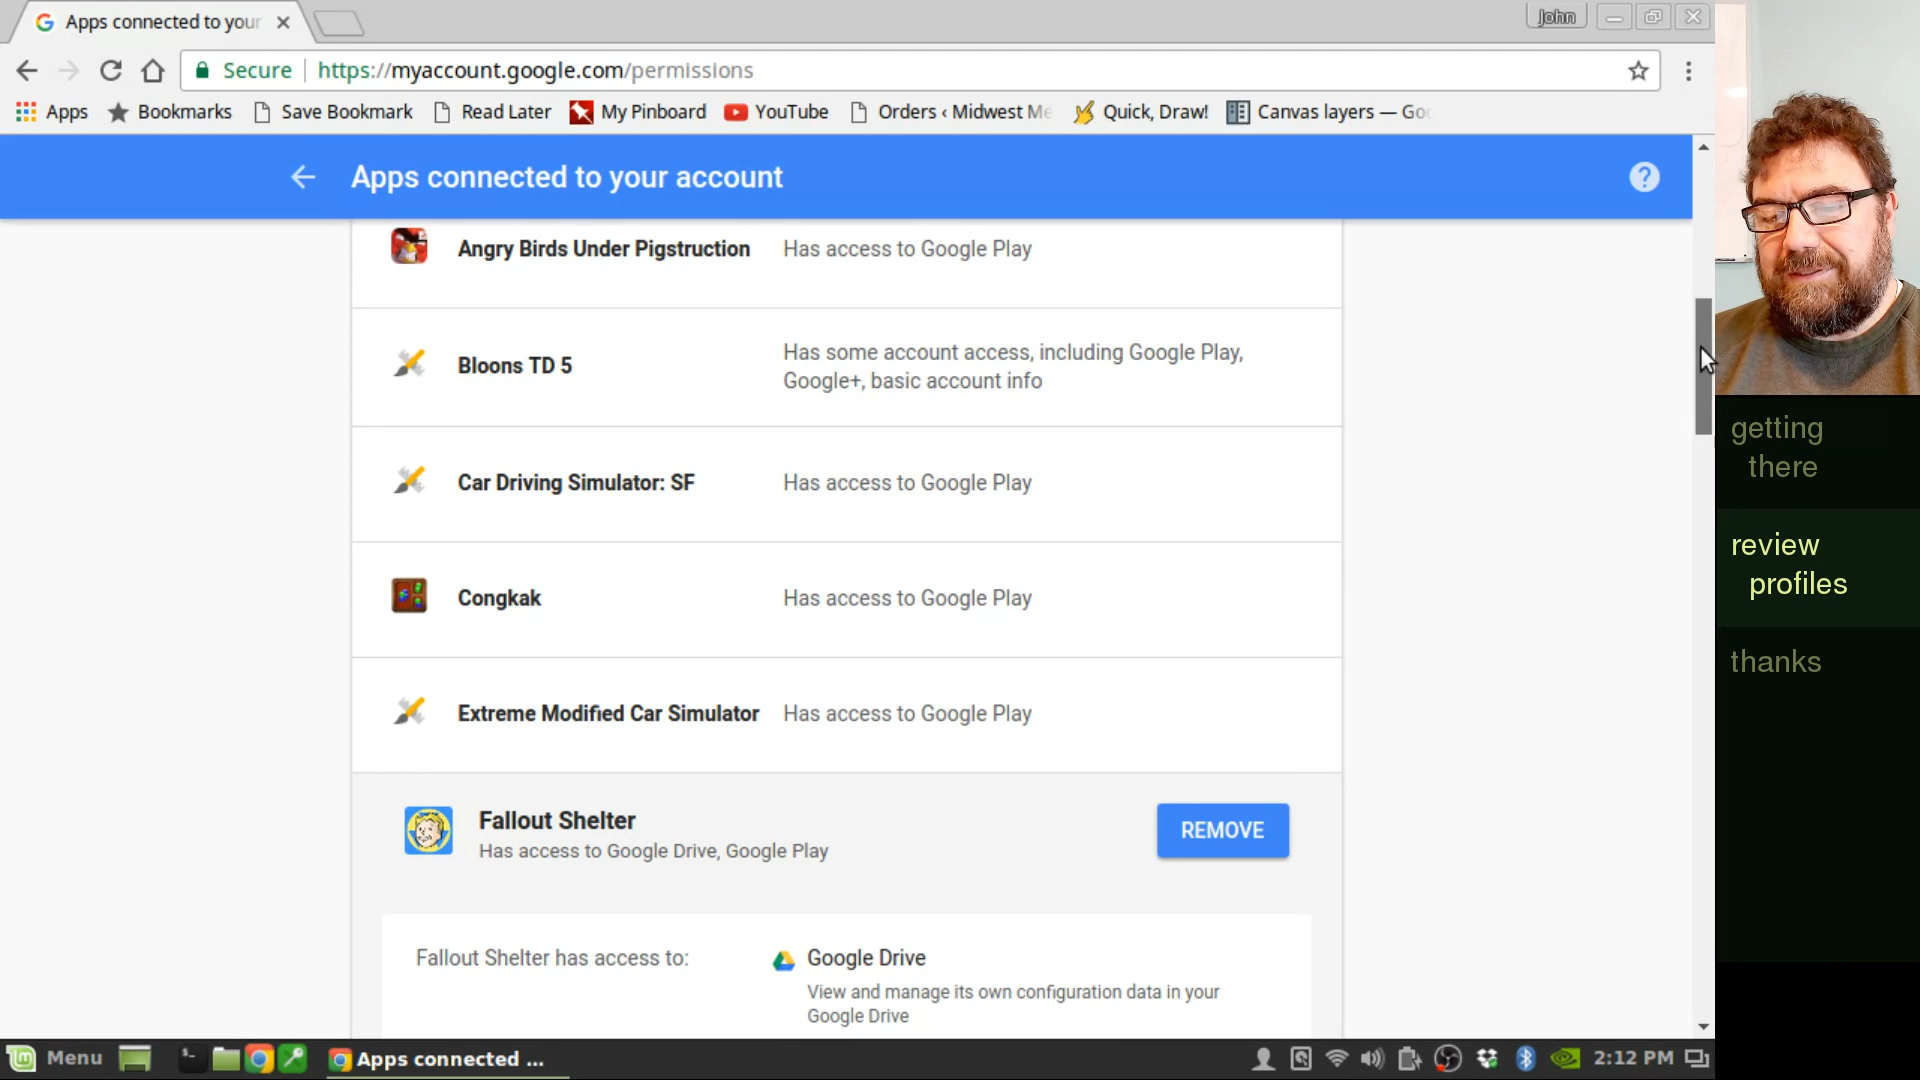 Apps connected to your
John
Secure
https://myaccount.google.com/permissions
Apps
Bookmarks
Save Bookmark
Read Later
My Pinboard
YouTube
Orders ‹ Midwest Me
Quick, Draw!
Canvas layers — Goo
Apps connected to your account
?
Angry Birds Under Pigstruction
Has access to Google Play
Bloons TD 5
Has some account access, including Google Play,
Google+, basic account info
Car Driving Simulator: SF
Has access to Google Play
Congkak
Has access to Google Play
Extreme Modified Car Simulator
Has access to Google Play
Fallout Shelter
Has access to Google Drive, Google Play
REMOVE
Fallout Shelter has access to:
Google Drive
View and manage its own configuration data in your
Google Drive
getting
there
review
profiles
thanks
Menu
Apps connected ...
2:12 PM